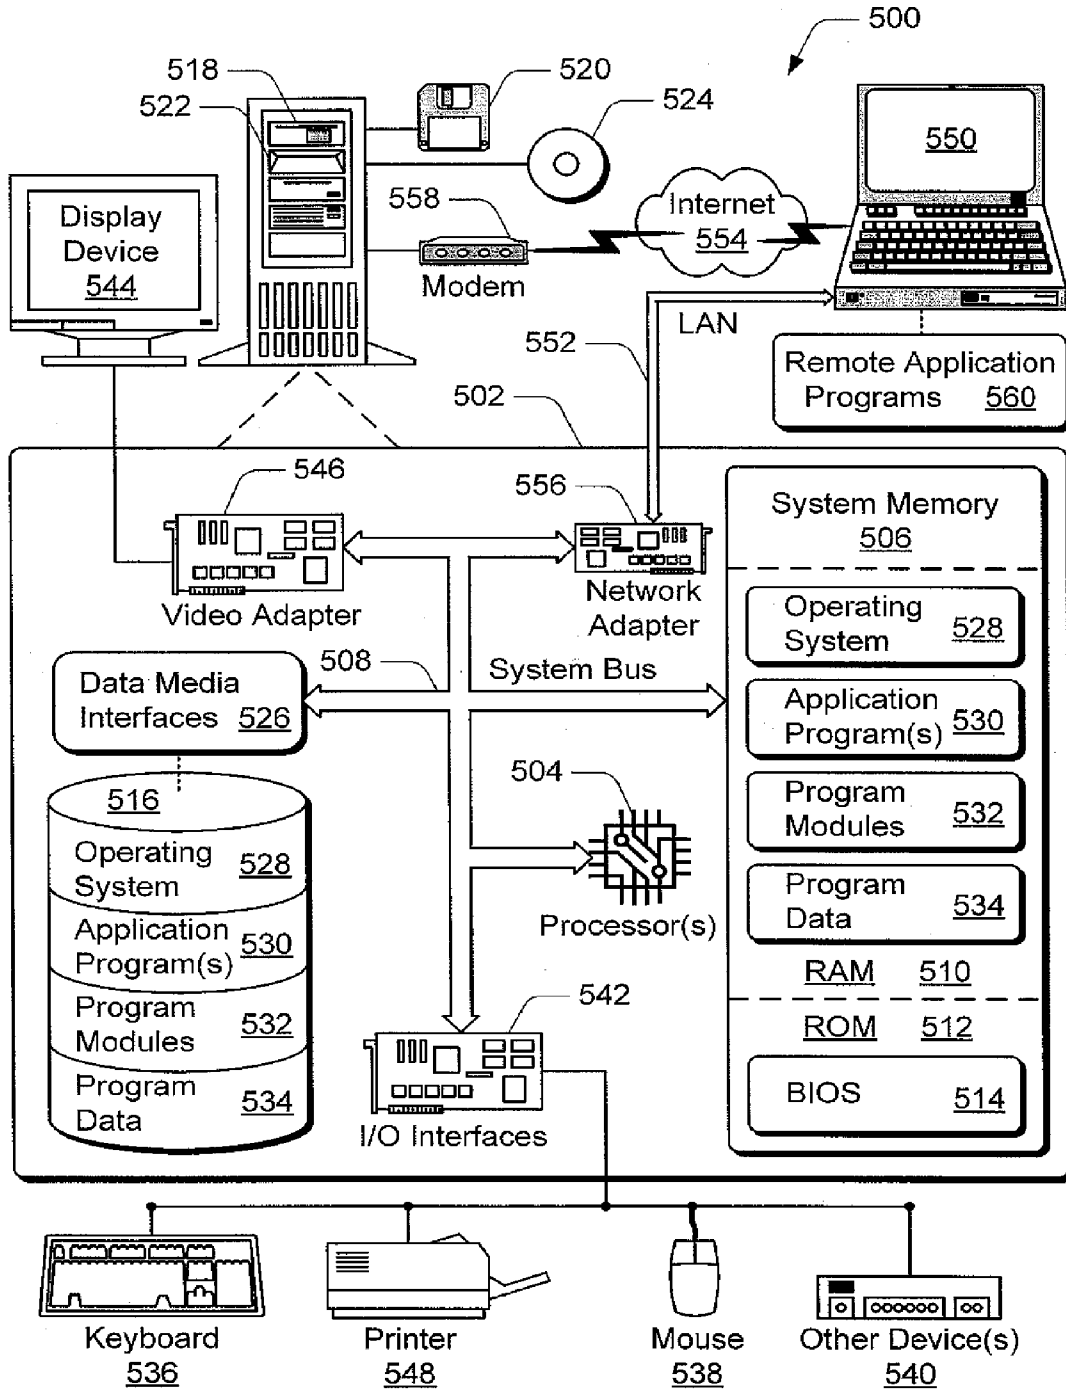 500
518
520
522
524
550
Display
Device
544
558
Internet
554
Modem
LAN
552
Remote Application
Programs 560
502
546
556
System Memory
506
Video Adapter
Network
Adapter
Operating
System 528
508
System Bus
Data Media
Interfaces 526
Application
Program(s) 530
504
516
Program
Modules 532
Operating
System 528
Program
Data 534
Processor(s)
Application
Program(s) 530
RAM 510
542
Program
Modules 532
ROM 512
Program
Data 534
BIOS 514
I/O Interfaces
Keyboard
536
Printer
548
Mouse
538
Other Device(s)
540